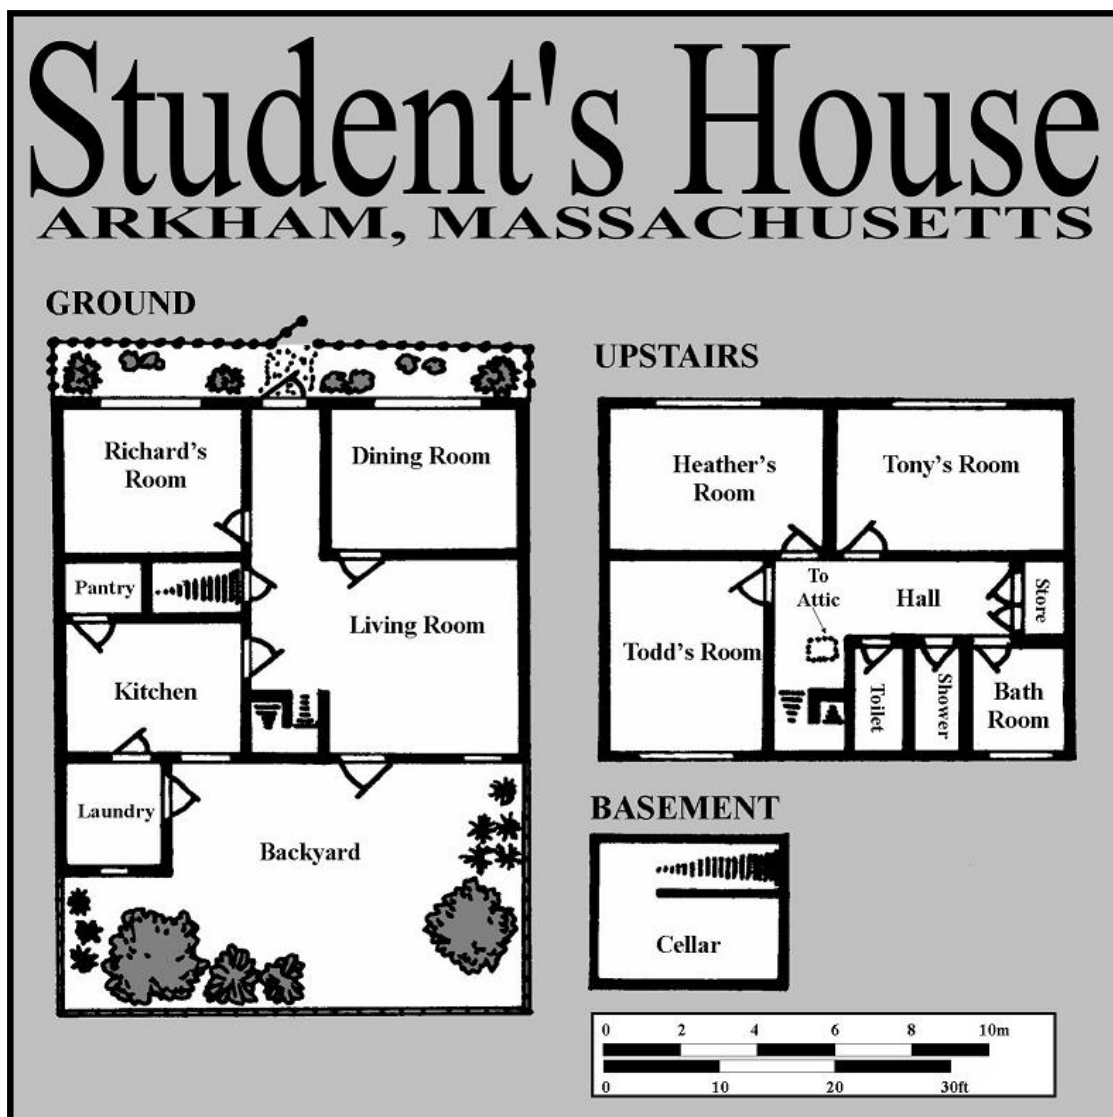 Student's House
ARKHAM, MASSACHUSETTS
GROUND
Richard's
Room
Dining Room
Pantry
Living Room
Kitchen
Laundry
Backyard
UPSTAIRS
Heather's
Room
Tony's Room
To
Attic
Hall
Store
Todd's Room
Toilet
Shower
Bath
Room
BASEMENT
Cellar
0 2 4 6 8 10m
0 10 20 30ft